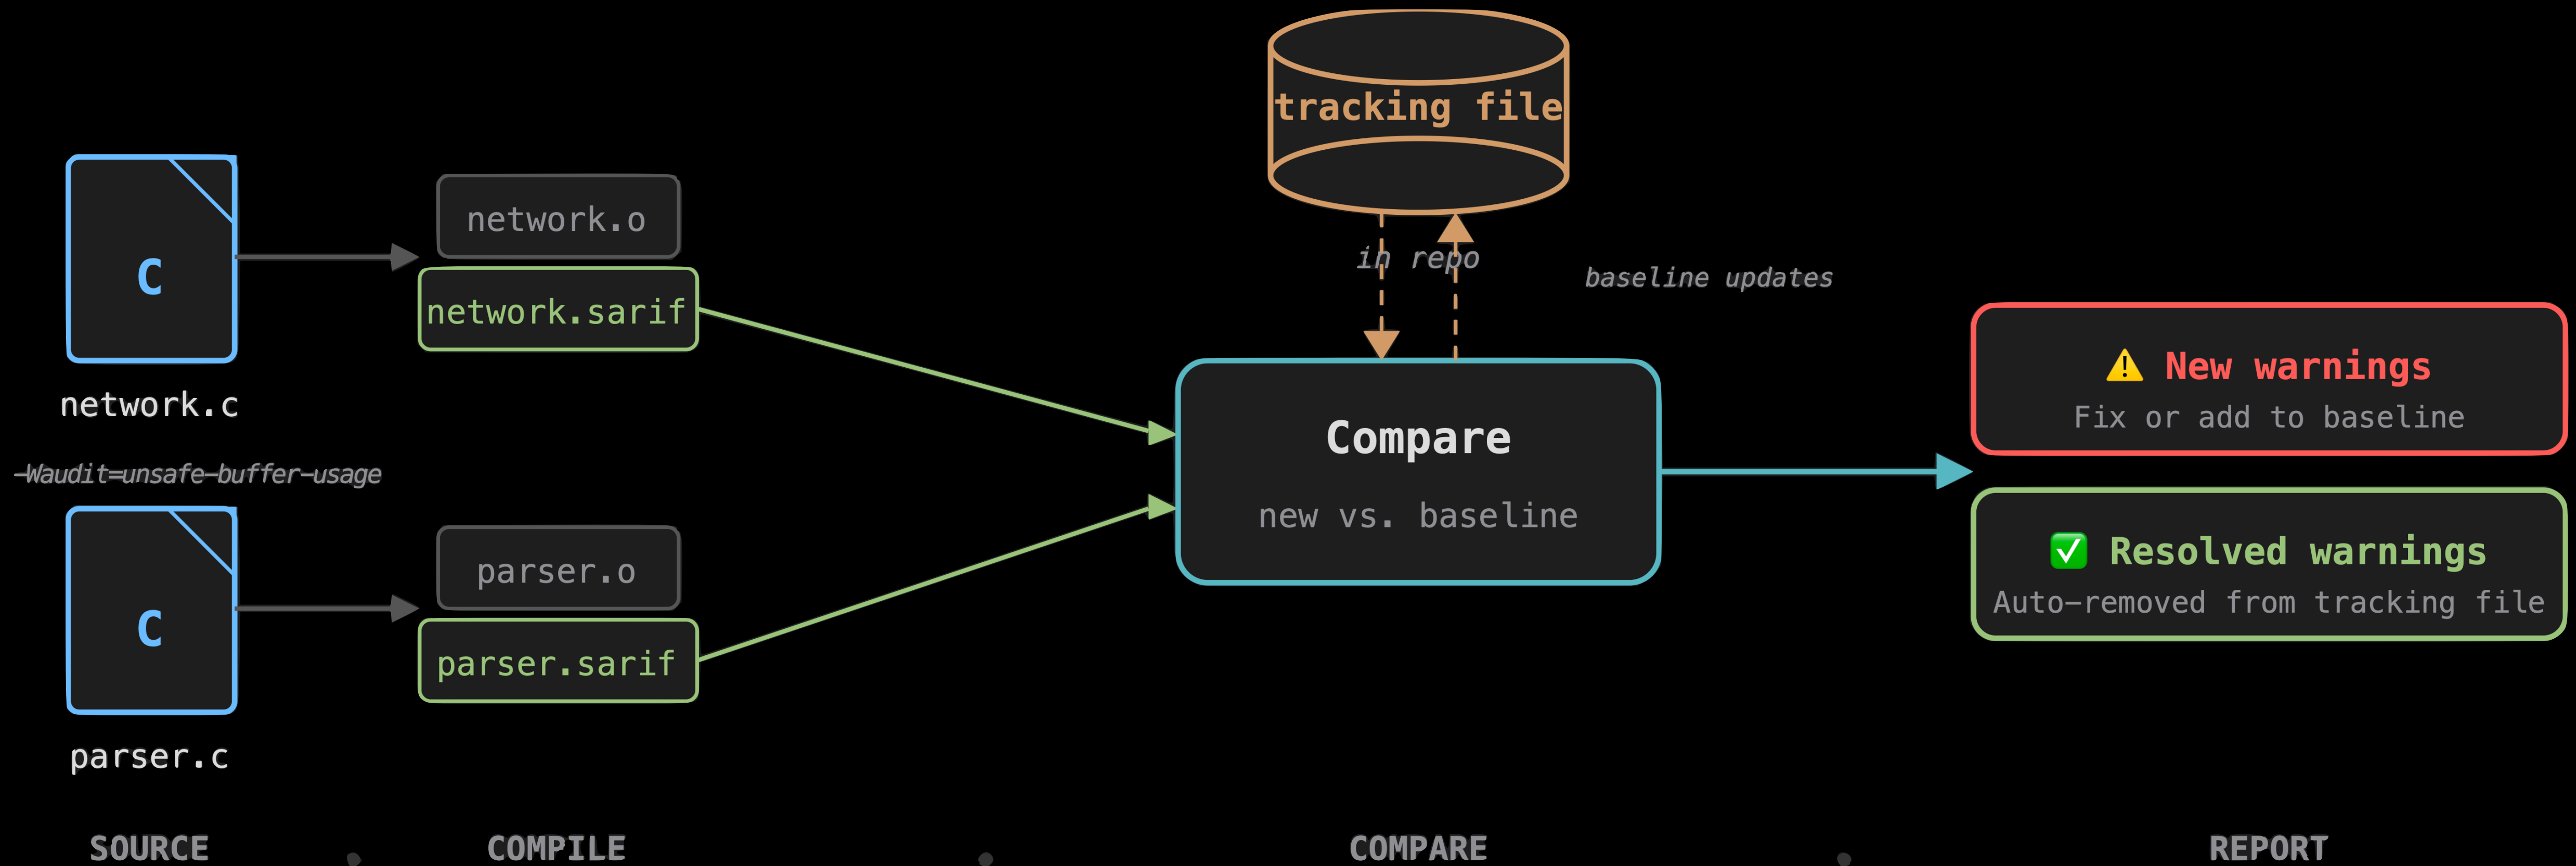 tracking file
in repo
baseline updates
C
network.c
network.o
network.sarif
-Waudit=unsafe-buffer-usage
C
parser.c
parser.o
parser.sarif
Compare
new vs. baseline
⚠️ New warnings
Fix or add to baseline
✅ Resolved warnings
Auto-removed from tracking file
SOURCE
COMPILE
COMPARE
REPORT